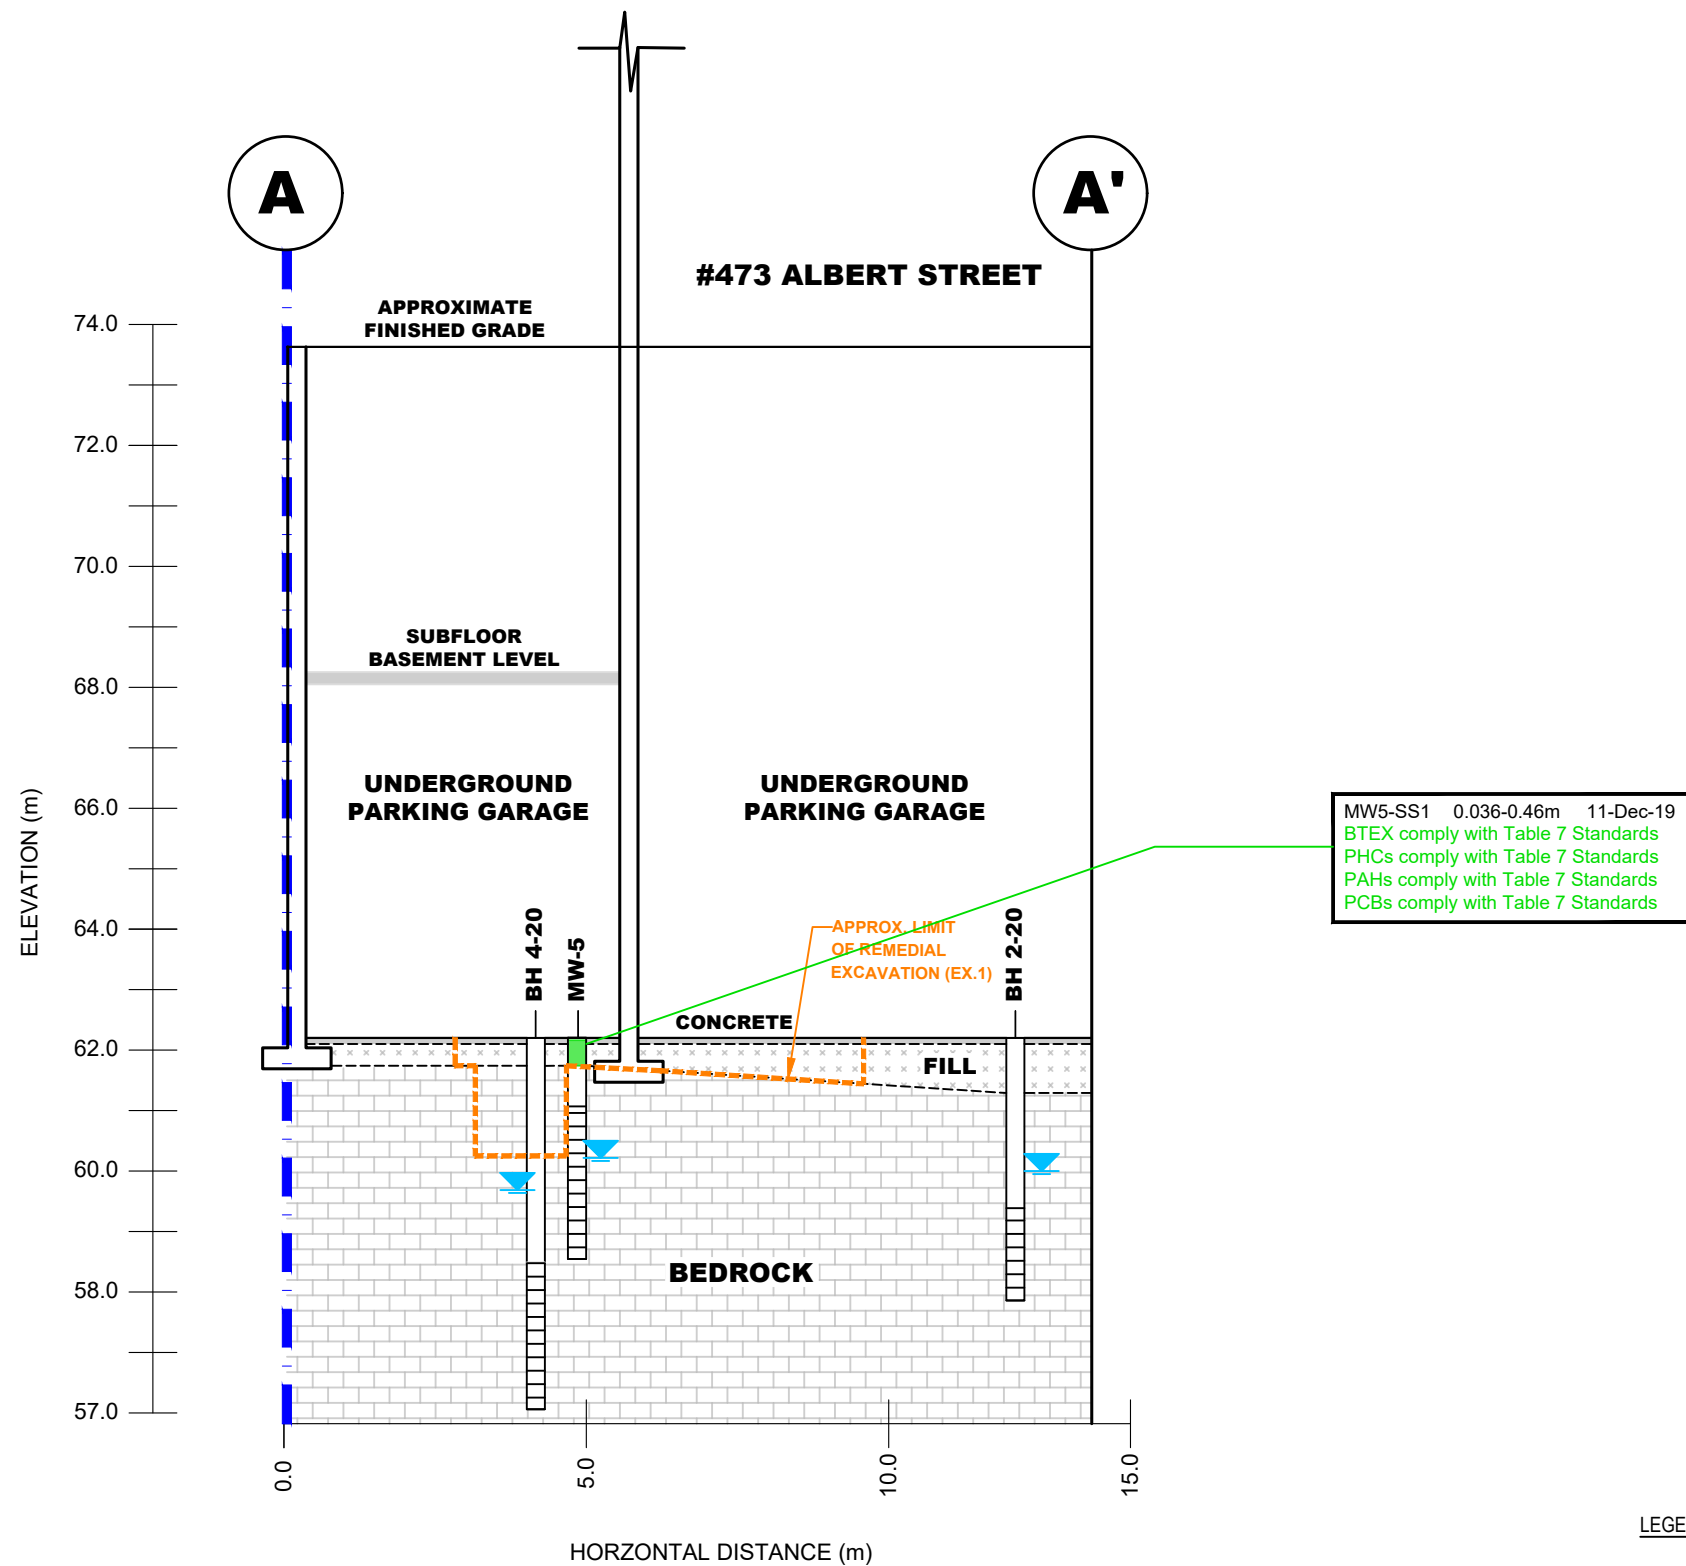 A
A'
#473 ALBERT STREET
APPROXIMATE
FINISHED GRADE
74.0
72.0
70.0
68.0
66.0
64.0
62.0
60.0
58.0
57.0
ELEVATION (m)
SUBFLOOR
BASEMENT LEVEL
UNDERGROUND
PARKING GARAGE
UNDERGROUND
PARKING GARAGE
MW5-SS1 0.036-0.46m 11-Dec-19
BTEX comply with Table 7 Standards
PHCs comply with Table 7 Standards
PAHs comply with Table 7 Standards
PCBs comply with Table 7 Standards
BH 4-20
MW-5
APPROX. LIMIT
OF REMEDIAL
EXCAVATION (EX.1)
BH 2-20
CONCRETE
FILL
BEDROCK
0.0
5.0
10.0
15.0
HORZONTAL DISTANCE (m)
LEGE